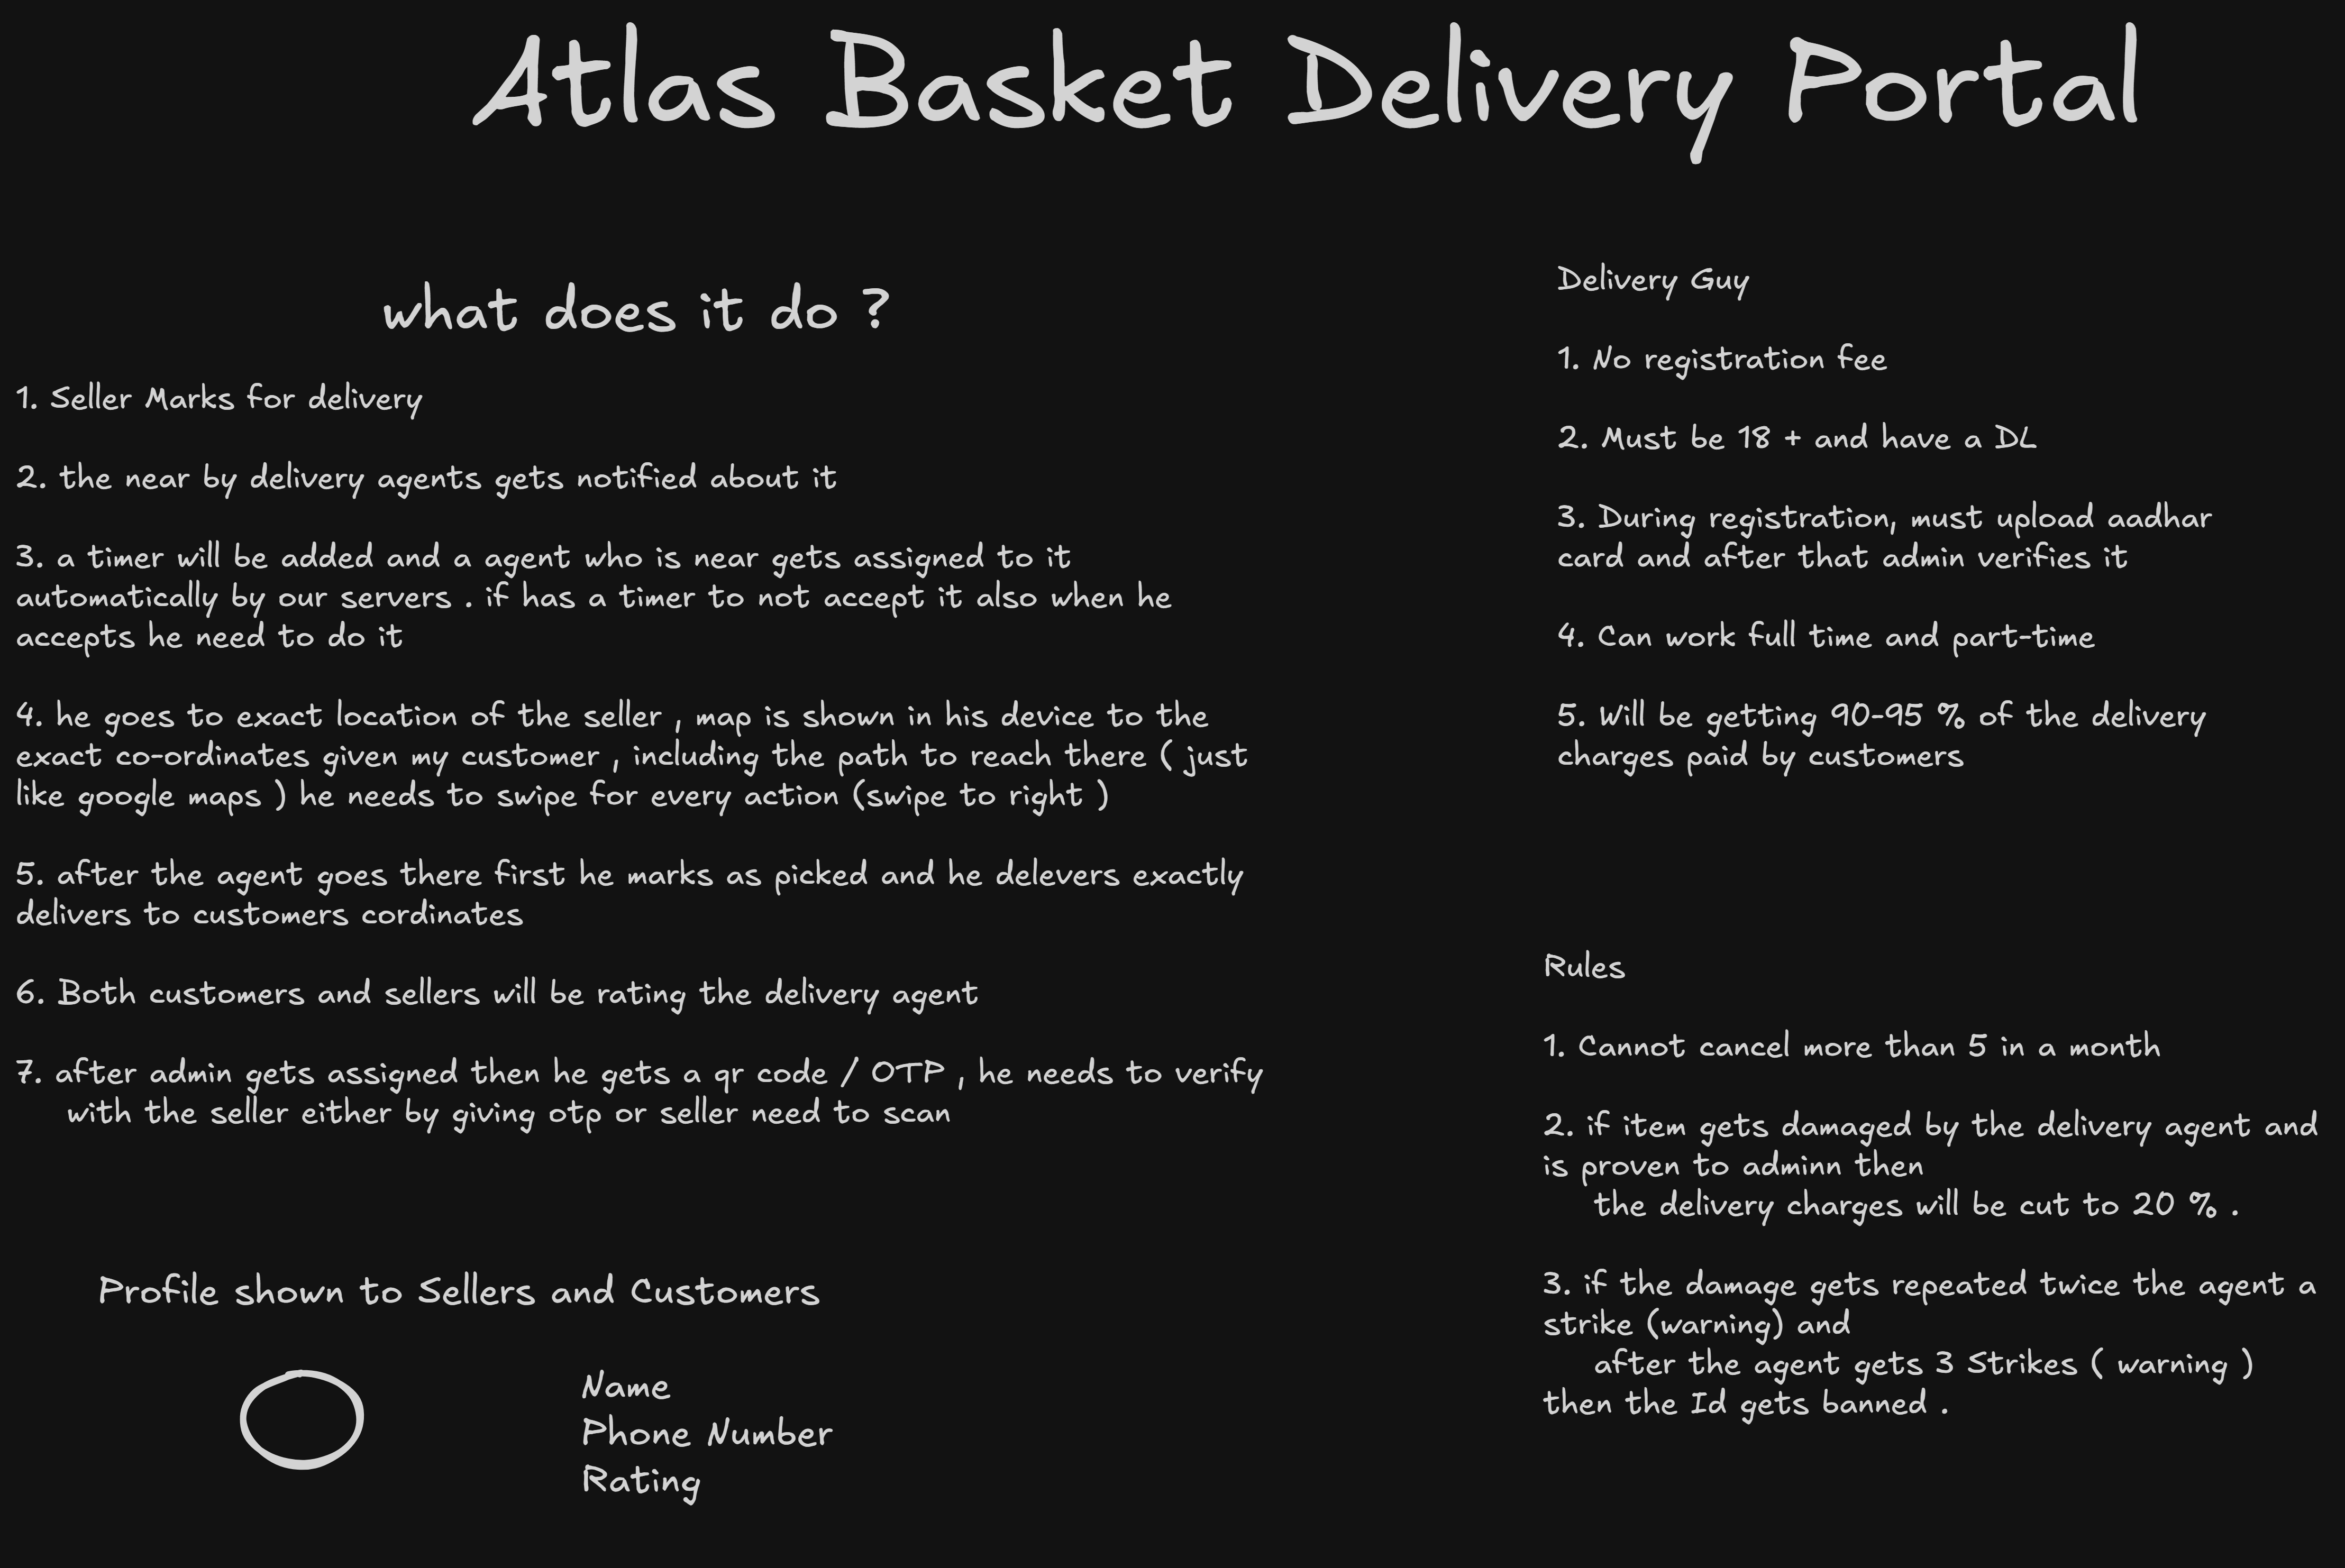 Atlas Basket Delivery Portal
what does it do ?
1. Seller Marks for delivery
2. the near by delivery agents gets notified about it
3. a timer will be added and a agent who is near gets assigned to it
automatically by our servers . if has a timer to not accept it also when he
accepts he need to do it
4. he goes to exact location of the seller , map is shown in his device to the
exact co-ordinates given my customer , including the path to reach there ( just
like google maps ) he needs to swipe for every action (swipe to right )
5. after the agent goes there first he marks as picked and he delevers exactly
delivers to customers cordinates
6. Both customers and sellers will be rating the delivery agent
7. after admin gets assigned then he gets a qr code / OTP , he needs to verify
with the seller either by giving otp or seller need to scan
Profile shown to Sellers and Customers
Name
Phone Number
Rating
Delivery Guy
1. No registration fee
2. Must be 18 + and have a DL
3. During registration, must upload aadhar
card and after that admin verifies it
4. Can work full time and part-time
5. Will be getting 90-95 % of the delivery
charges paid by customers
Rules
1. Cannot cancel more than 5 in a month
2. if item gets damaged by the delivery agent and
is proven to adminn then
the delivery charges will be cut to 20 % .
3. if the damage gets repeated twice the agent a
strike (warning) and
after the agent gets 3 Strikes ( warning )
then the Id gets banned .